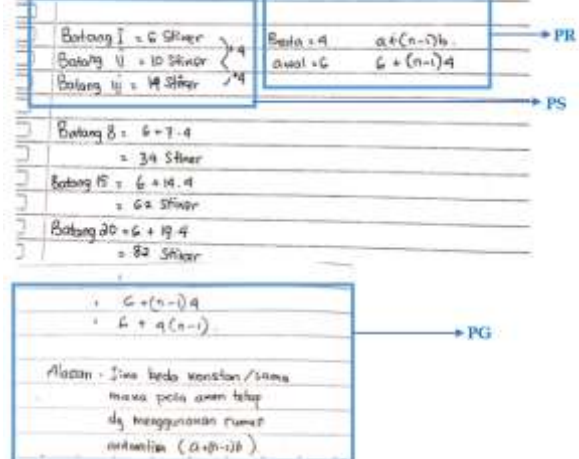 Batang I = 6 Stiker
Batang ii = 10 Stiker
Batang iii = 14 Stiker
+4
+4
Beda = 4 a+(n-1)b.
awal = 6 6 + (n-1)4
PR
PS
Batang 8 = 6 + 7.4
= 34 Stiker
Batang 15 = 6 + 14.4
= 62 Stiker
Batang 20 = 6 + 19.4
= 82 Stiker
: 6 +(n-1)4
: 6 + 4(n-1).
PG
Alasan : Jika beda konstan/sama
maka pola akan tetap
dg menggunakan rumus
(a+(n-1)b)